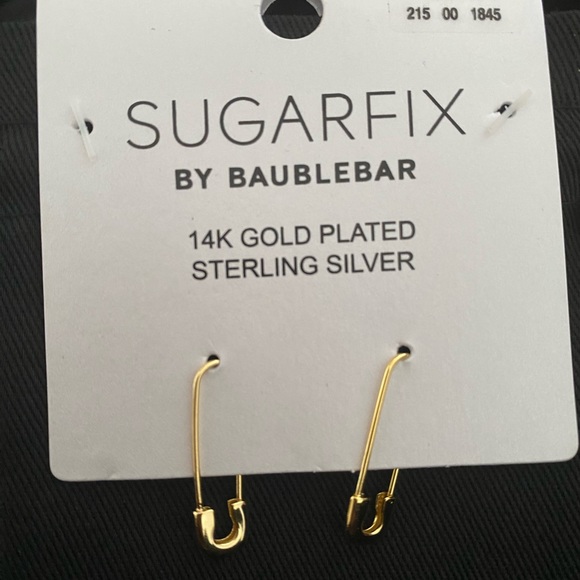 215 00 1845
SUGARFIX
BY BAUBLEBAR
14K GOLD PLATED
STERLING SILVER